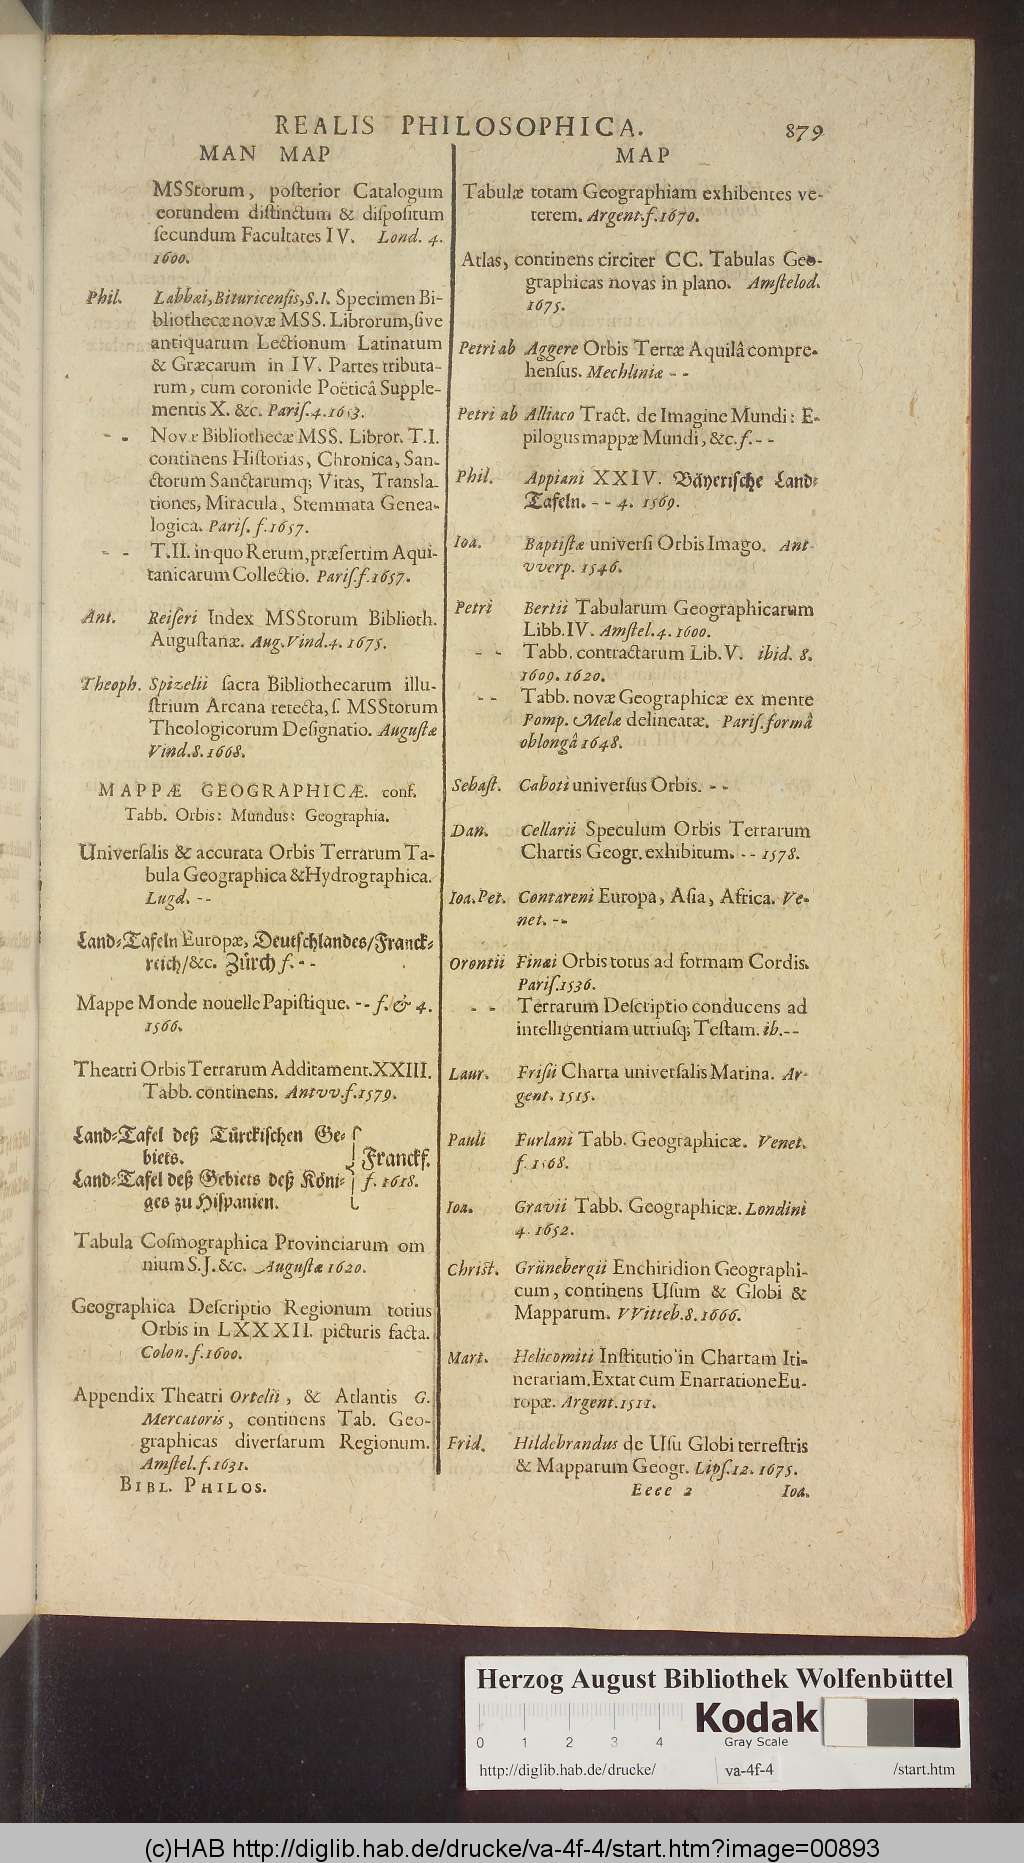 REALIS PHILOSOPHICA.
879
MAN MAP
MSStorum, posterior Catalogum
eorundem distinctum & dispositum
secundum Facultates IV. Lond. 4.
1600.
Phil. Labbæi, Bituricensis, S.I. Specimen Bi-
bliothecæ novæ MSS. Librorum, sive
antiquarum Lectionum Latinarum
& Græcarum in IV. Partes tributa-
rum, cum coronide Poëticâ Supple-
mentis X. &c. Paris. 4. 1653.
- - Novæ Bibliothecæ MSS. Libror. T.I.
continens Historias, Chronica, San-
ctorum Sanctarumq; Vitas, Transla-
tiones, Miracula, Stemmata Genea-
logica. Paris. f. 1657.
- - T.II. in quo Rerum, præsertim Aqui-
tanicarum Collectio. Paris. f. 1657.
Ant. Reiseri Index MSStorum Biblioth.
Augustanæ. Aug. Vind. 4. 1675.
Theoph. Spizelii sacra Bibliothecarum illu-
strium Arcana retecta, s. MSStorum
Theologicorum Designatio. Augustæ
Vind. 8. 1668.
MAPPÆ GEOGRAPHICÆ. conf.
Tabb. Orbis: Mundus: Geographia.
Universalis & accurata Orbis Terrarum Ta-
bula Geographica & Hydrographica.
Lugd. - -
Land-Tafeln Europæ, Deutschlandes/Franck-
reich/&c. Zürch f. - -
Mappe Monde nouelle Papistique. - - f. & 4.
1566.
Theatri Orbis Terrarum Additament. XXIII.
Tabb. continens. Antvv. f. 1579.
Land-Tafel deß Türckischen Ge-
biets.
Franckf.
Land-Tafel deß Gebiets deß Köni-
f. 1618.
ges zu Hispanien.
Tabula Cosmographica Provinciarum om
nium S.J. &c. Augustæ 1620.
Geographica Descriptio Regionum totius
Orbis in LXXXII. picturis facta.
Colon. f. 1600.
Appendix Theatri Ortelii, & Atlantis G.
Mercatoris, continens Tab. Geo-
graphicas diversarum Regionum.
Amstel. f. 1631.
BIBL. PHILOS.
MAP
Tabulæ totam Geographiam exhibentes ve-
terem. Argent. f. 1670.
Atlas, continens circiter CC. Tabulas Geo-
graphicas novas in plano. Amstelod.
1675.
Petri ab Aggere Orbis Terræ Aquilâ compre-
hensus. Mechliniæ - -
Petri ab Alliaco Tract. de Imagine Mundi: E-
pilogus mappæ Mundi, &c. f. - -
Phil. Appiani XXIV. Bäyerische Land-
Tafeln. - - 4. 1569.
Ioa. Baptistæ universi Orbis Imago. Ant
vverp. 1546.
Petri Bertii Tabularum Geographicarum
Libb. IV. Amstel. 4. 1600.
- - Tabb. contractarum Lib. V. ibid. 8.
1609. 1620.
- - Tabb. novæ Geographicæ ex mente
Pomp. Melæ delineatæ. Paris. formâ
oblongâ 1648.
Sebast. Caboti universus Orbis. - -
Dan. Cellarii Speculum Orbis Terrarum
Chartis Geogr. exhibitum. - - 1578.
Ioa. Pet. Contareni Europa, Asia, Africa. Ve-
net. - -
Orontii Finæi Orbis totus ad formam Cordis.
Paris. 1536.
- - Terrarum Descriptio conducens ad
intelligentiam utriusq; Testam. ib. - -
Laur. Frisii Charta universalis Marina. Ar-
gent. 1515.
Pauli Furlani Tabb. Geographicæ. Venet.
f. 1568.
Ioa. Gravii Tabb. Geographicæ. Londini
4. 1652.
Christ. Grünebergii Enchiridion Geographi-
cum, continens Usum & Globi &
Mapparum. VVitteb. 8. 1666.
Mart. Helicomiti Institutio in Chartam Iti-
nerariam. Extat cum Enarratione Eu-
ropæ. Argent. 1511.
Frid. Hildebrandus de Usu Globi terrestris
& Mapparum Geogr. Lips. 12. 1675.
Eeee 2
Ioa.
Herzog August Bibliothek Wolfenbüttel
0 1 2 3 4
Kodak
Gray Scale
http://diglib.hab.de/drucke/
va-4f-4
/start.htm
(c)HAB http://diglib.hab.de/drucke/va-4f-4/start.htm?image=00893